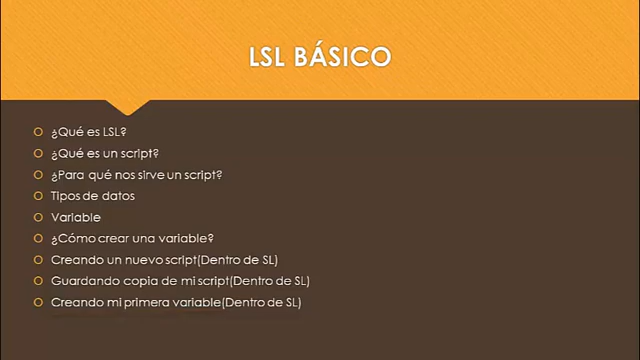 LSL BÁSICO
¿Qué es LSL?
¿Qué es un script?
¿Para qué nos sirve un script?
Tipos de datos
Variable
¿Cómo crear una variable?
Creando un nuevo script(Dentro de SL)
Guardando copia de mi script(Dentro de SL)
Creando mi primera variable(Dentro de SL)